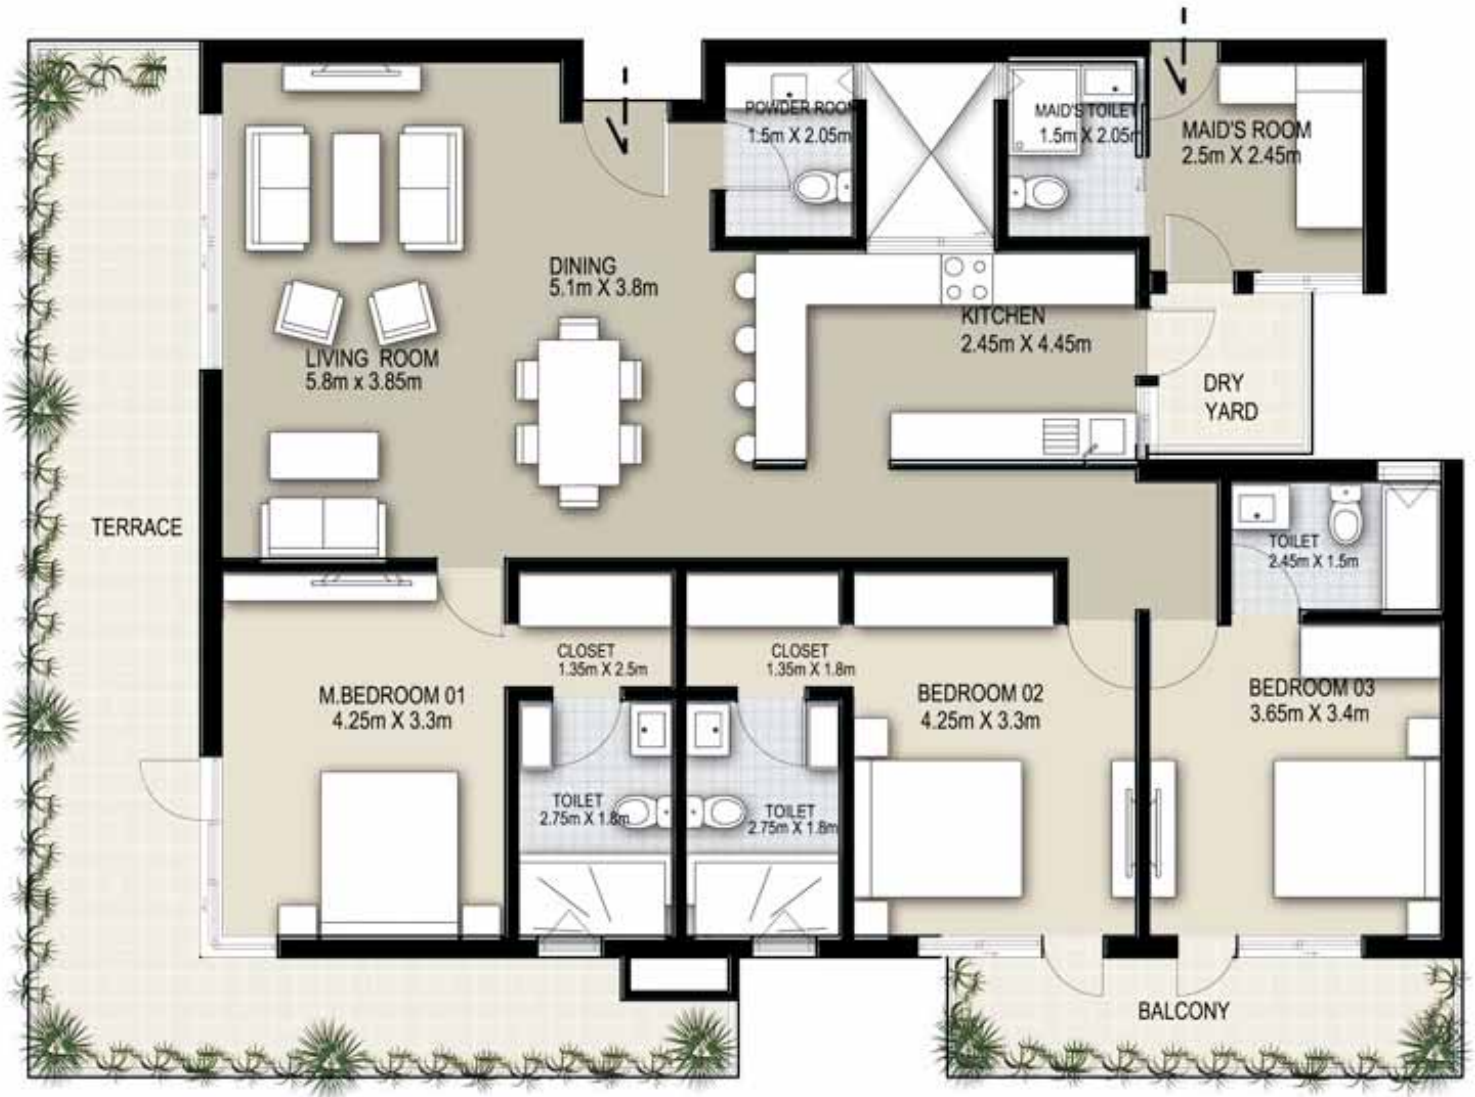 POWDER ROOM
1.5m X 2.05m
MAID'S TOILET
1.5m X 2.05m
MAID'S ROOM
2.5m X 2.45m
DINING
5.1m X 3.8m
KITCHEN
2.45m X 4.45m
LIVING ROOM
5.8m x 3.85m
DRY
YARD
TERRACE
TOILET
2.45m X 1.5m
CLOSET
1.35m X 2.5m
CLOSET
1.35m X 1.8m
M.BEDROOM 01
4.25m X 3.3m
BEDROOM 02
4.25m X 3.3m
BEDROOM 03
3.65m X 3.4m
TOILET
2.75m X 1.8m
TOILET
2.75m X 1.8m
BALCONY